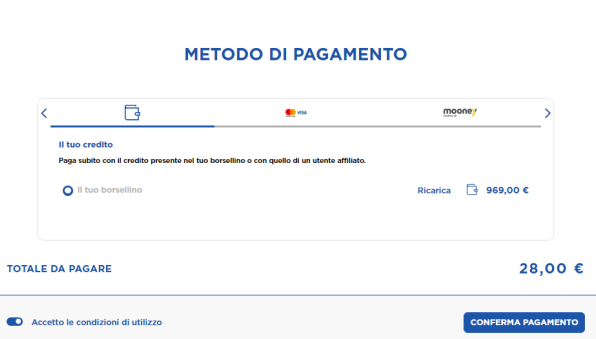 METODO DI PAGAMENTO
VISA
mooney
Il tuo credito
Paga subito con il credito presente nel tuo borsellino o con quello di un utente affiliato.
Il tuo borsellino
Ricarica
969,00 €
TOTALE DA PAGARE
28,00 €
Accetto le condizioni di utilizzo
CONFERMA PAGAMENTO